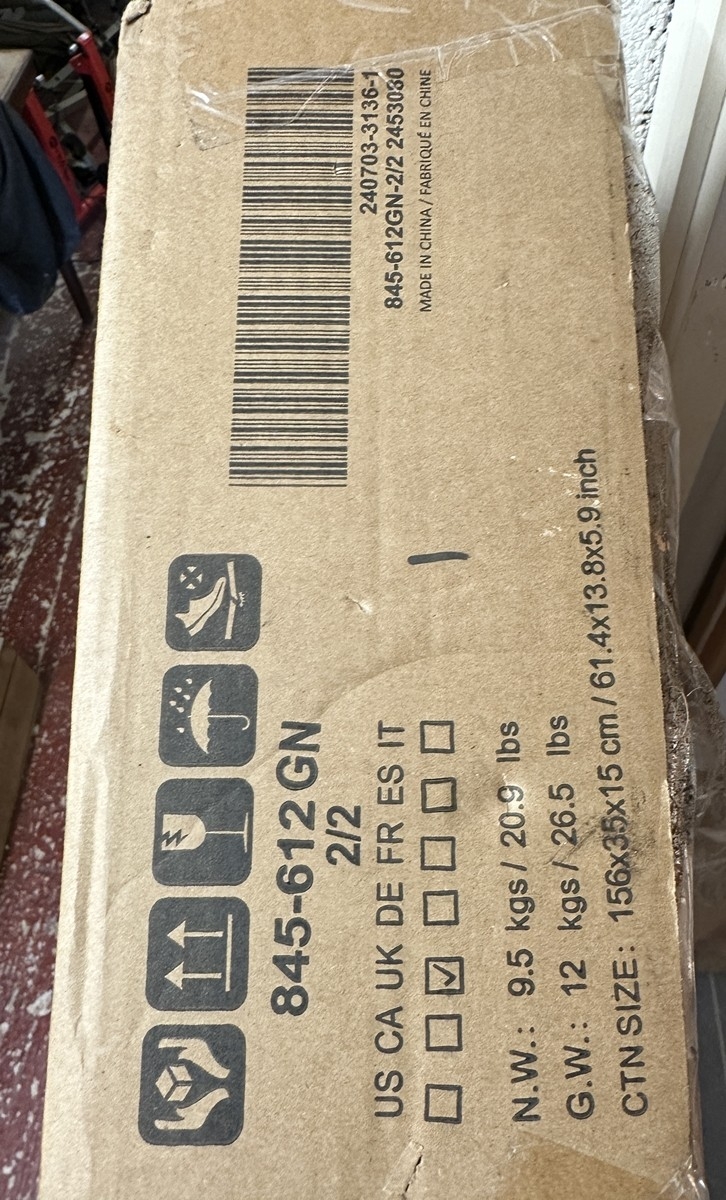 845-612GN
2/2
US CA UK DE FR ES IT
N.W.: 9.5 kgs / 20.9 lbs
G.W.: 12 kgs / 26.5 lbs
CTN SIZE: 156x35x15 cm / 61.4x13.8x5.9 inch
240703-3136-1
845-612GN-2/2 2453030
MADE IN CHINA / FABRIQUÉ EN CHINE